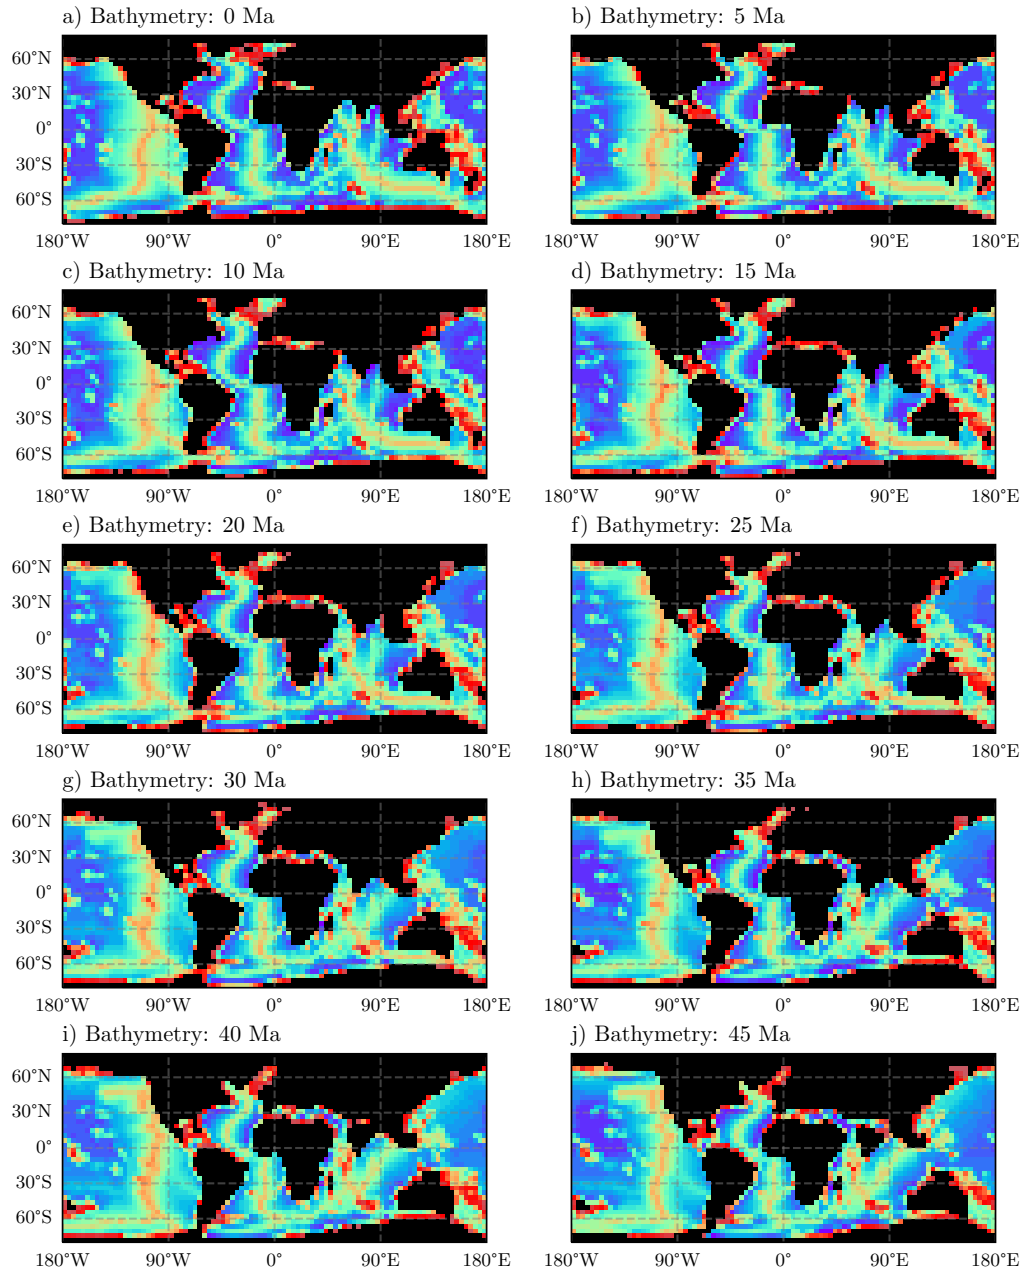 a) Bathymetry: 0 Ma
b) Bathymetry: 5 Ma
60°N
30°N
0°
30°S
60°S
180°W 90°W 0° 90°E 180°E
180°W 90°W 0° 90°E 180°E
c) Bathymetry: 10 Ma
d) Bathymetry: 15 Ma
60°N
30°N
0°
30°S
60°S
180°W 90°W 0° 90°E 180°E
180°W 90°W 0° 90°E 180°E
e) Bathymetry: 20 Ma
f) Bathymetry: 25 Ma
60°N
30°N
0°
30°S
60°S
180°W 90°W 0° 90°E 180°E
180°W 90°W 0° 90°E 180°E
g) Bathymetry: 30 Ma
h) Bathymetry: 35 Ma
60°N
30°N
0°
30°S
60°S
180°W 90°W 0° 90°E 180°E
180°W 90°W 0° 90°E 180°E
i) Bathymetry: 40 Ma
j) Bathymetry: 45 Ma
60°N
30°N
0°
30°S
60°S
180°W 90°W 0° 90°E 180°E
180°W 90°W 0° 90°E 180°E